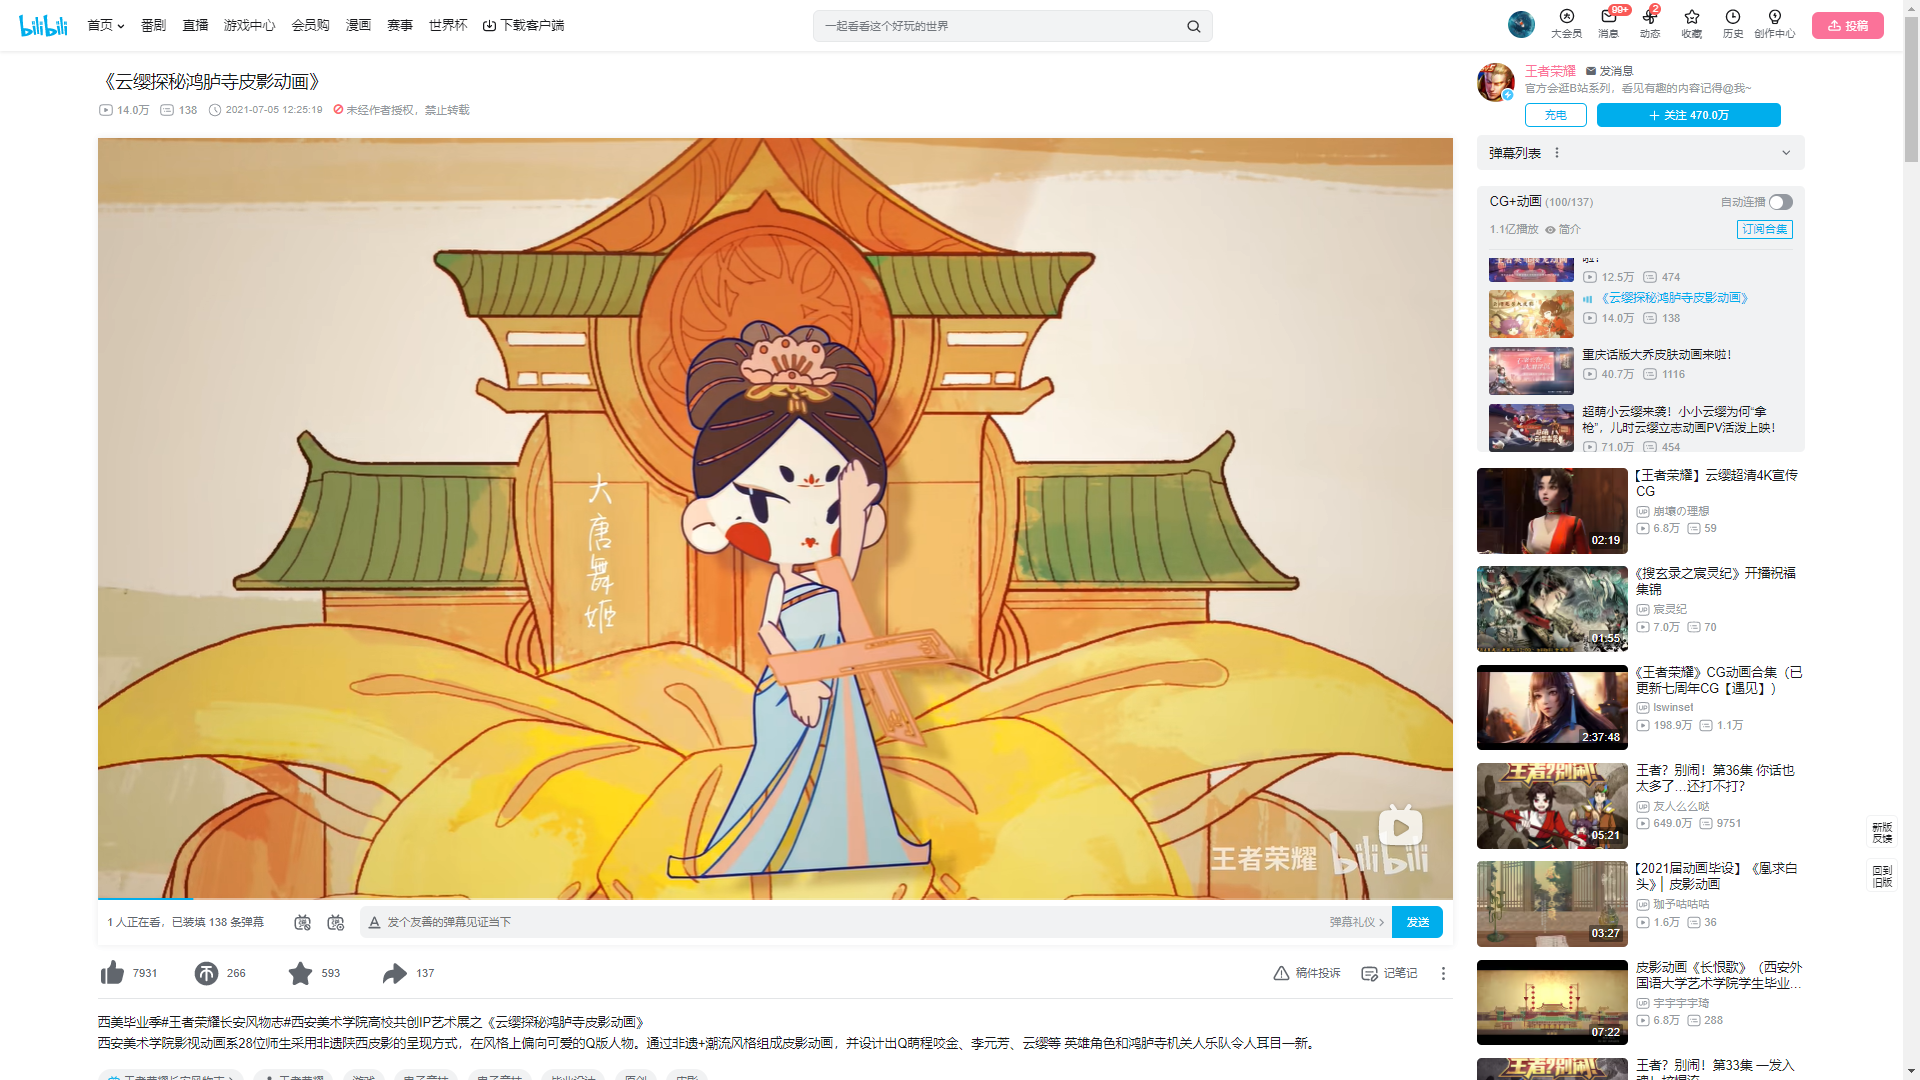 bilibili
首页
番剧
直播
游戏中心
会员购
漫画
赛事
世界杯
下载客户端
一起看看这个好玩的世界
大会员
99+
消息
2
动态
收藏
历史
创作中心
投稿
《云缨探秘鸿胪寺皮影动画》
14.0万 138 2021-07-05 12:25:19 未经作者授权，禁止转载
大唐舞姬
王者荣耀 bilibili
1 人正在看，已装填 138 条弹幕
发个友善的弹幕见证当下
弹幕礼仪
发送
7931
266
593
137
稿件投诉
记笔记
西美毕业季#王者荣耀长安风物志#西安美术学院高校共创IP艺术展之《云缨探秘鸿胪寺皮影动画》
西安美术学院影视动画系28位师生采用非遗陕西皮影的呈现方式，在风格上偏向可爱的Q版人物。通过非遗+潮流风格组成皮影动画，并设计出Q萌程咬金、李元芳、云缨等 英雄角色和鸿胪寺机关人乐队令人耳目一新。
王者荣耀 发消息
官方会逛B站系列，看见有趣的内容记得@我~
充电
关注 470.0万
弹幕列表
CG+动画 (100/137)
自动连播
1.1亿播放 简介
订阅合集
12.5万 474
《云缨探秘鸿胪寺皮影动画》
14.0万 138
重庆话版大乔皮肤动画来啦！
40.7万 1116
超萌小云缨来袭！小小云缨为何“拿
枪”，儿时云缨立志动画PV活泼上映！
71.0万 454
02:19
【王者荣耀】云缨超清4K宣传
CG
崩壊の理想
6.8万 59
01:55
《搜玄录之宸灵纪》开播祝福
集锦
宸灵纪
7.0万 70
2:37:48
《王者荣耀》CG动画合集（已
更新七周年CG【遇见】）
lswinset
198.9万 1.1万
王者?别闹!
05:21
王者？别闹！第36集 你话也
太多了…还打不打？
友人么么哒
649.0万 9751
03:27
【2021届动画毕设】《凰求白
头》| 皮影动画
珈予咕咕咕
1.6万 36
07:22
皮影动画《长恨歌》（西安外
国语大学艺术学院学生毕业…
宇宇宇宇琦
6.8万 288
王者？别闹！第33集 一发入
新版
反馈
回到
旧版